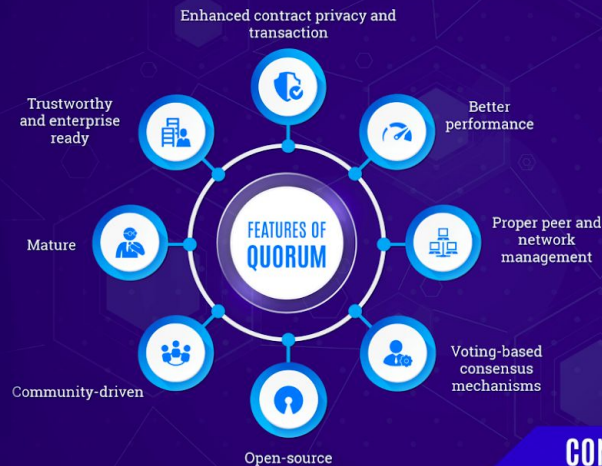 Enhanced contract privacy and
transaction
Better
performance
Proper peer and
network
management
Voting-based
consensus
mechanisms
Open-source
Community-driven
Mature
Trustworthy
and enterprise
ready
FEATURES OF
QUORUM